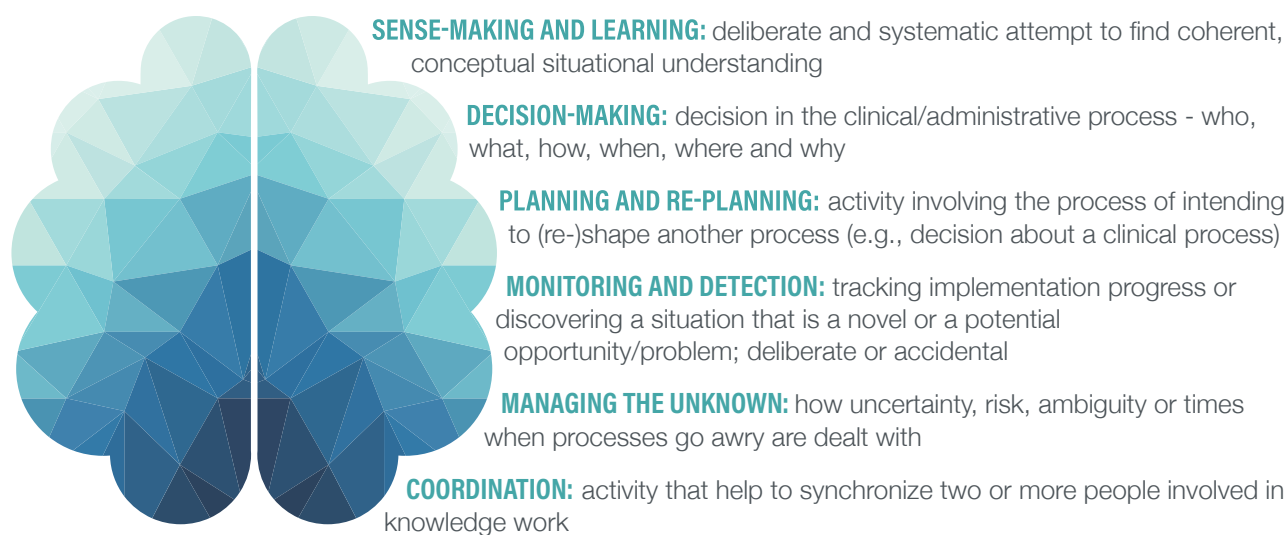 SENSE-MAKING AND LEARNING: deliberate and systematic attempt to find coherent,
conceptual situational understanding
DECISION-MAKING: decision in the clinical/administrative process - who,
what, how, when, where and why
PLANNING AND RE-PLANNING: activity involving the process of intending
to (re-)shape another process (e.g., decision about a clinical process)
MONITORING AND DETECTION: tracking implementation progress or
discovering a situation that is a novel or a potential
opportunity/problem; deliberate or accidental
MANAGING THE UNKNOWN: how uncertainty, risk, ambiguity or times
when processes go awry are dealt with
COORDINATION: activity that help to synchronize two or more people involved in
knowledge work